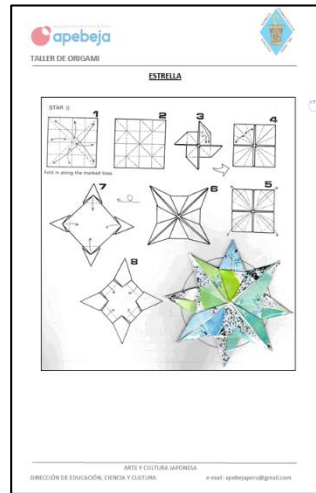 apebeja
TALLER DE ORIGAMI
ESTRELLA
STAR
1
2
3
4
Fold in along the marked lines
7
6
5
8
ARTE Y CULTURA JAPONESA
DIRECCIÓN DE EDUCACIÓN, CIENCIA Y CULTURA
e-mail: apebejaperu@gmail.com